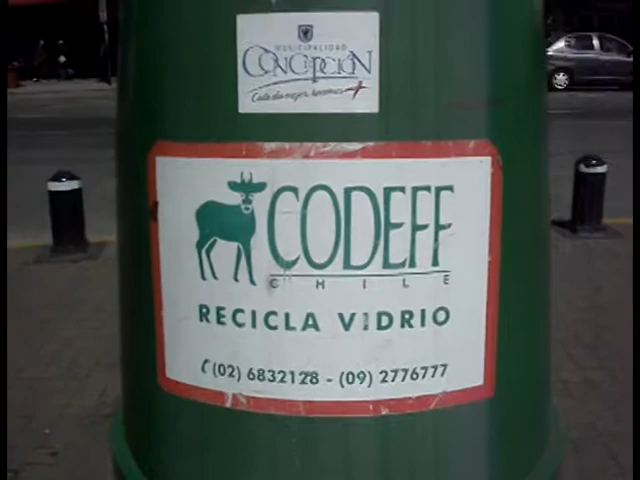 MUNICIPALIDAD
CONCEPCIÓN
Cada día mejor, hacemos
CODEFF
CHILE
RECICLA VIDRIO
(02) 6832128 - (09) 2776777